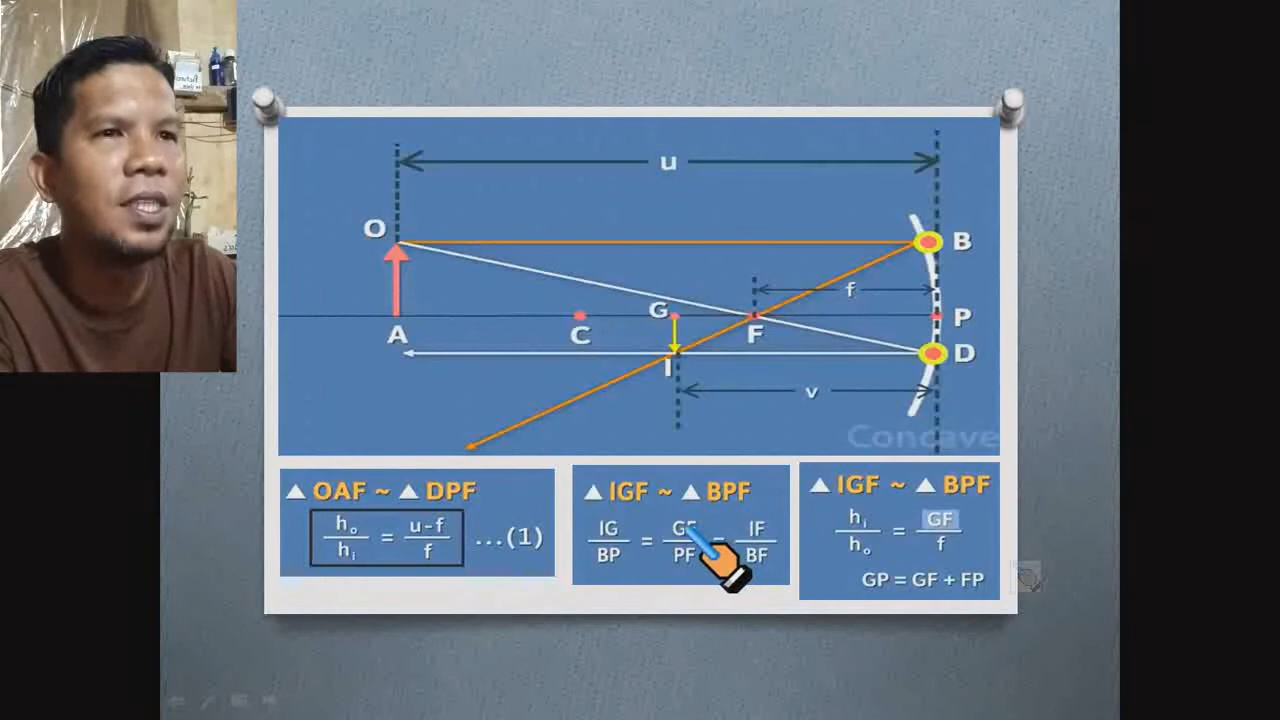 u
O
B
f
G
P
A
C
F
D
I
v
Concave
△ OAF ~ △ DPF
hₒ/hᵢ = u-f/f ...(1)
△ IGF ~ △ BPF
IG/BP = GF/PF = IF/BF
△ IGF ~ △ BPF
hᵢ/hₒ = GF/f
GP = GF + FP